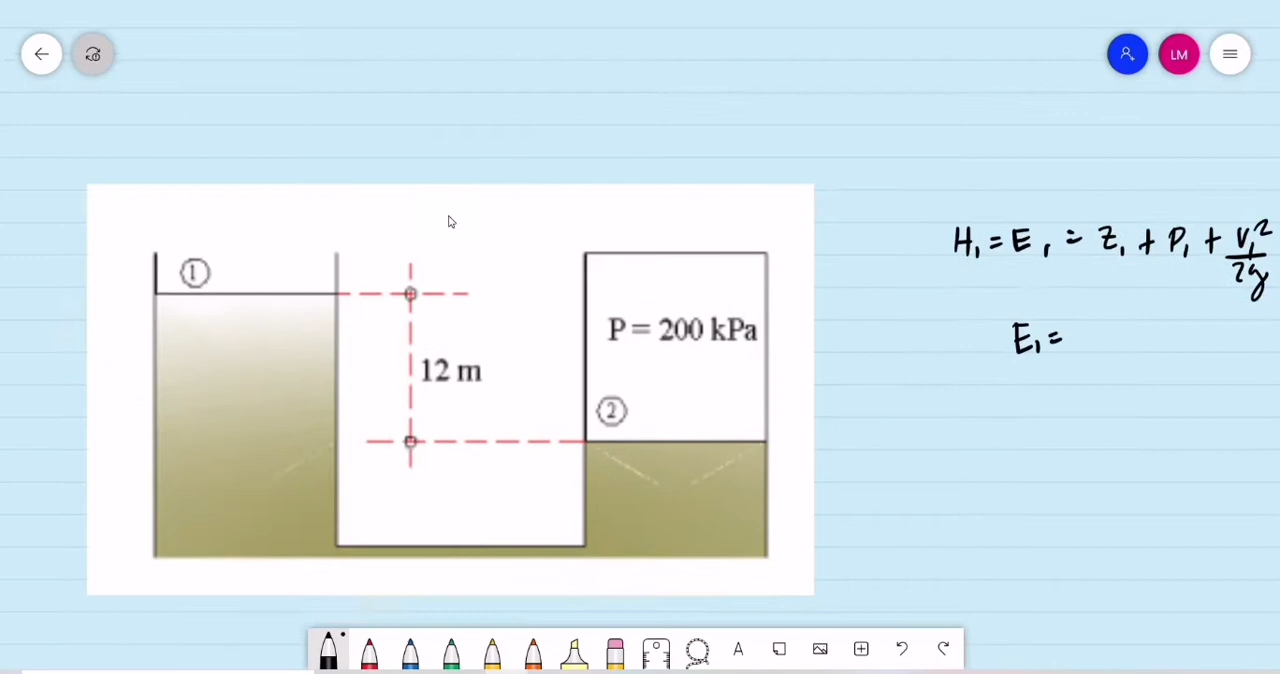 LM
①
H₁ = E₁ = Z₁ + P₁ + V₁²/2g
P = 200 kPa
E₁ =
12 m
②
A